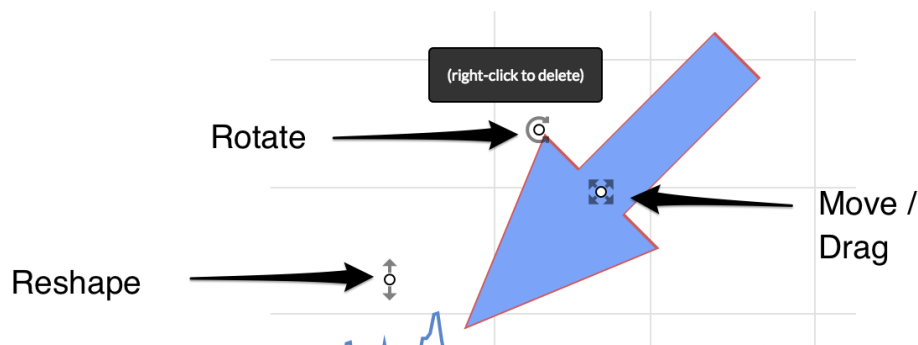 (right-click to delete)
Rotate
Move /
Drag
Reshape